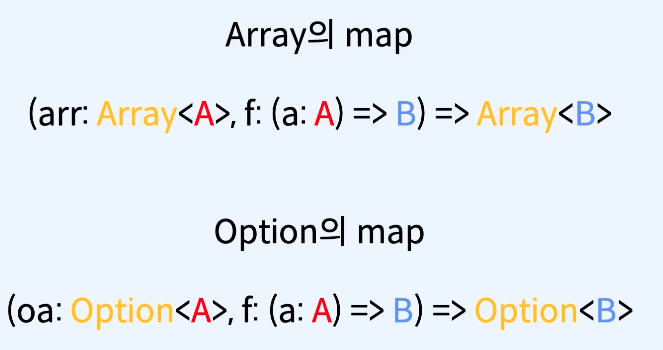 Array의 map
(arr: Array<A>, f: (a: A) => B) => Array<B>
Option의 map
(oa: Option<A>, f: (a: A) => B) => Option<B>